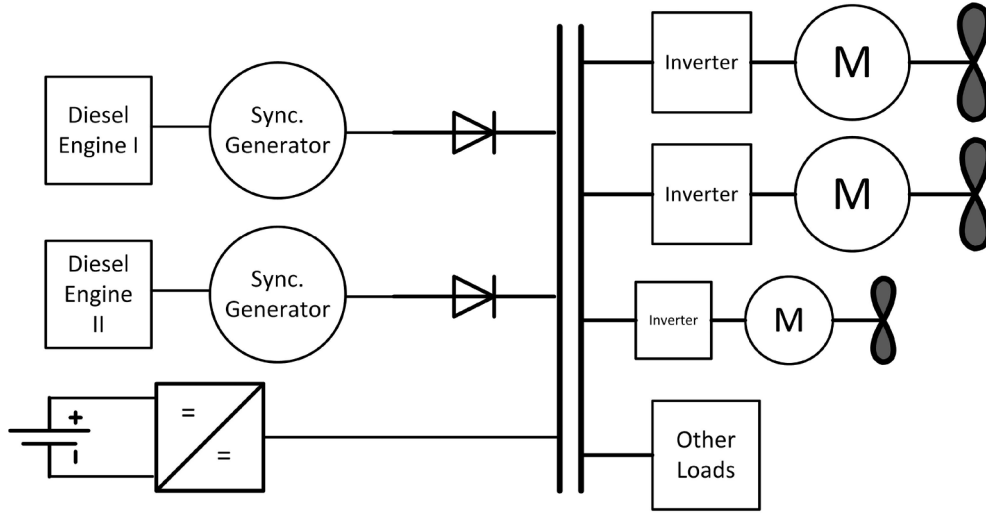 Diesel
Engine I
Sync.
Generator
Inverter
M
Inverter
M
Diesel
Engine
II
Sync.
Generator
Inverter
M
+
−
=
=
Other
Loads